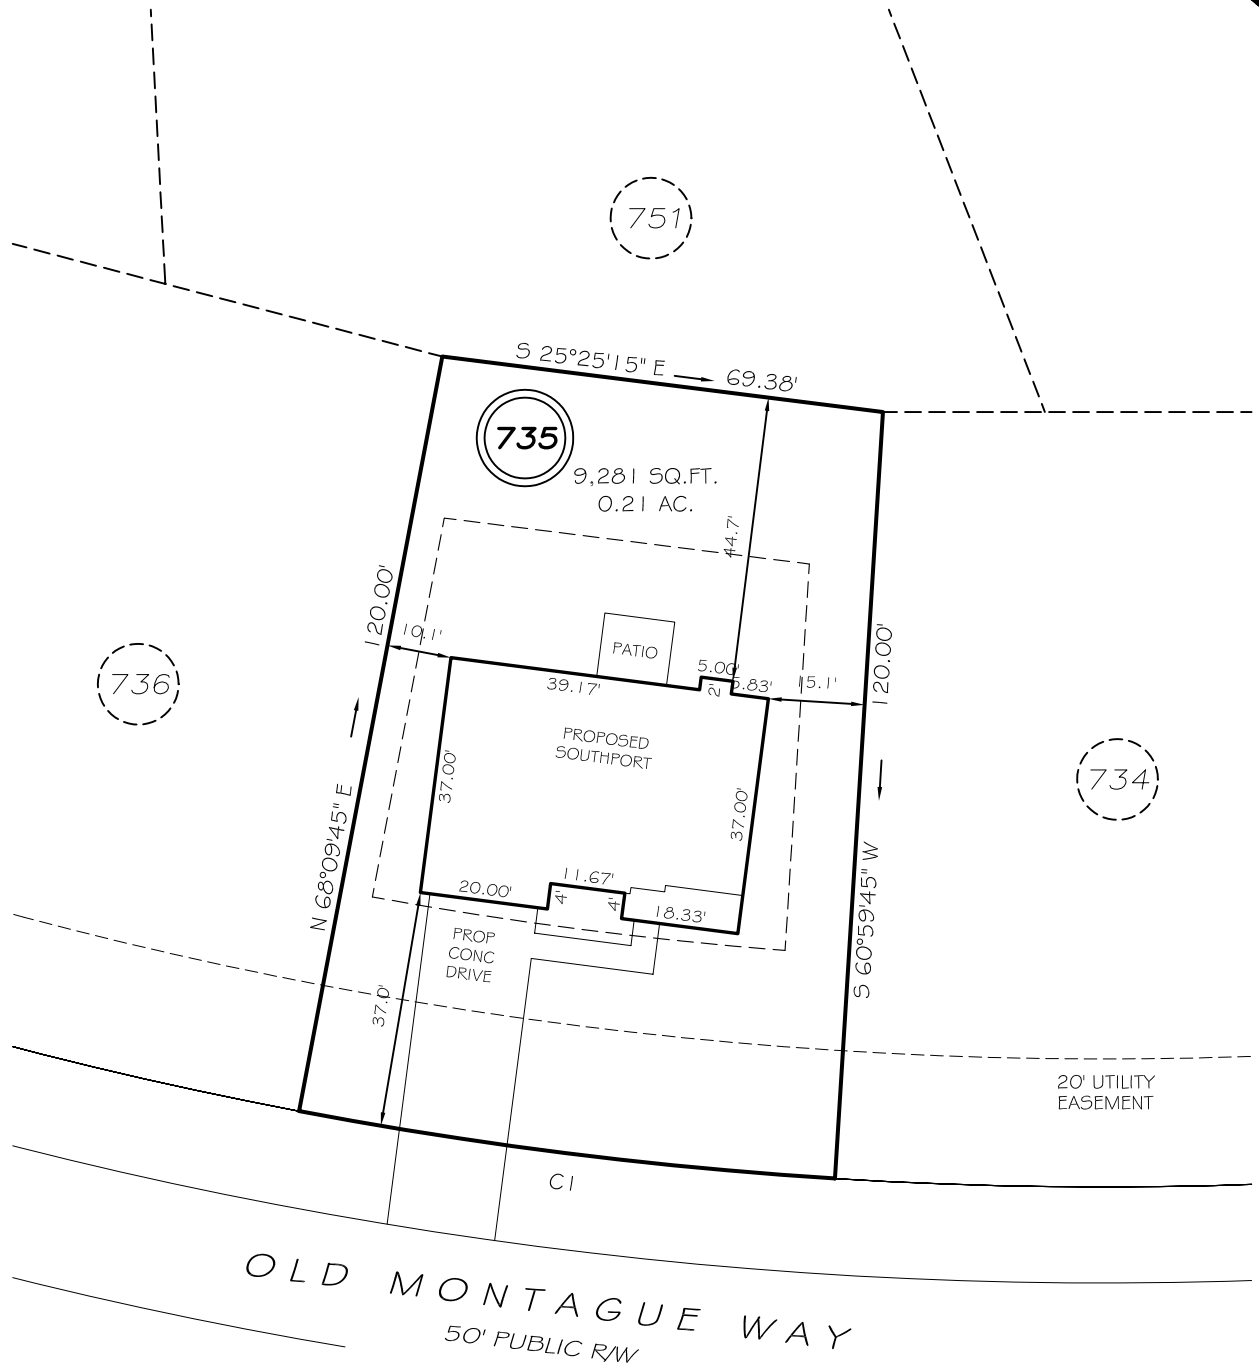 751
S 25°25'15" E
69.38'
735
9,281 SQ.FT.
0.21 AC.
44.7'
120.00'
10.1'
PATIO
5.00'
2'
5.83'
15.1'
120.00'
39.17'
736
PROPOSED
SOUTHPORT
37.00'
37.00'
734
N 68°09'45" E
S 60°59'45" W
20.00'
11.67'
4'
4'
18.33'
PROP
CONC
DRIVE
37.0'
20' UTILITY
EASEMENT
C1
OLD MONTAGUE WAY
50' PUBLIC R/W